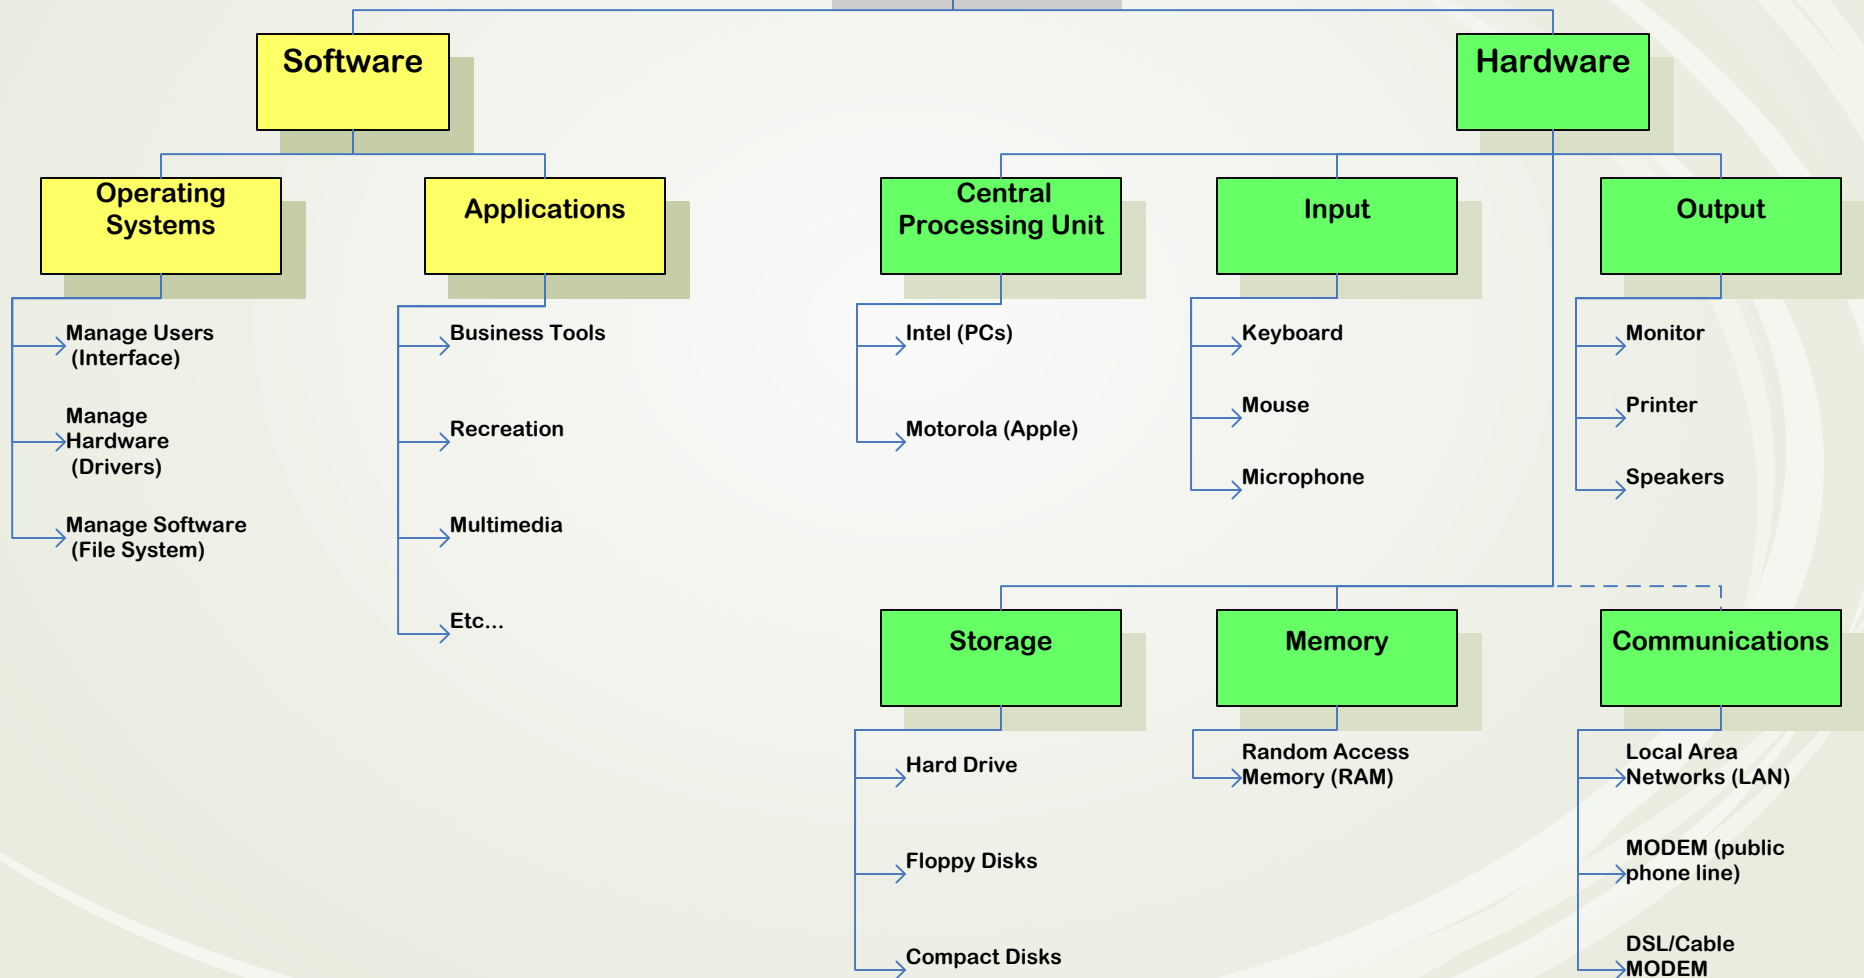 Software
Hardware
Operating
Systems
Applications
Central
Processing Unit
Input
Output
Manage Users
(Interface)
Manage
Hardware
(Drivers)
Manage Software
(File System)
Business Tools
Recreation
Multimedia
Etc...
Intel (PCs)
Motorola (Apple)
Keyboard
Mouse
Microphone
Monitor
Printer
Speakers
Storage
Memory
Communications
Hard Drive
Floppy Disks
Compact Disks
Random Access
Memory (RAM)
Local Area
Networks (LAN)
MODEM (public
phone line)
DSL/Cable
MODEM